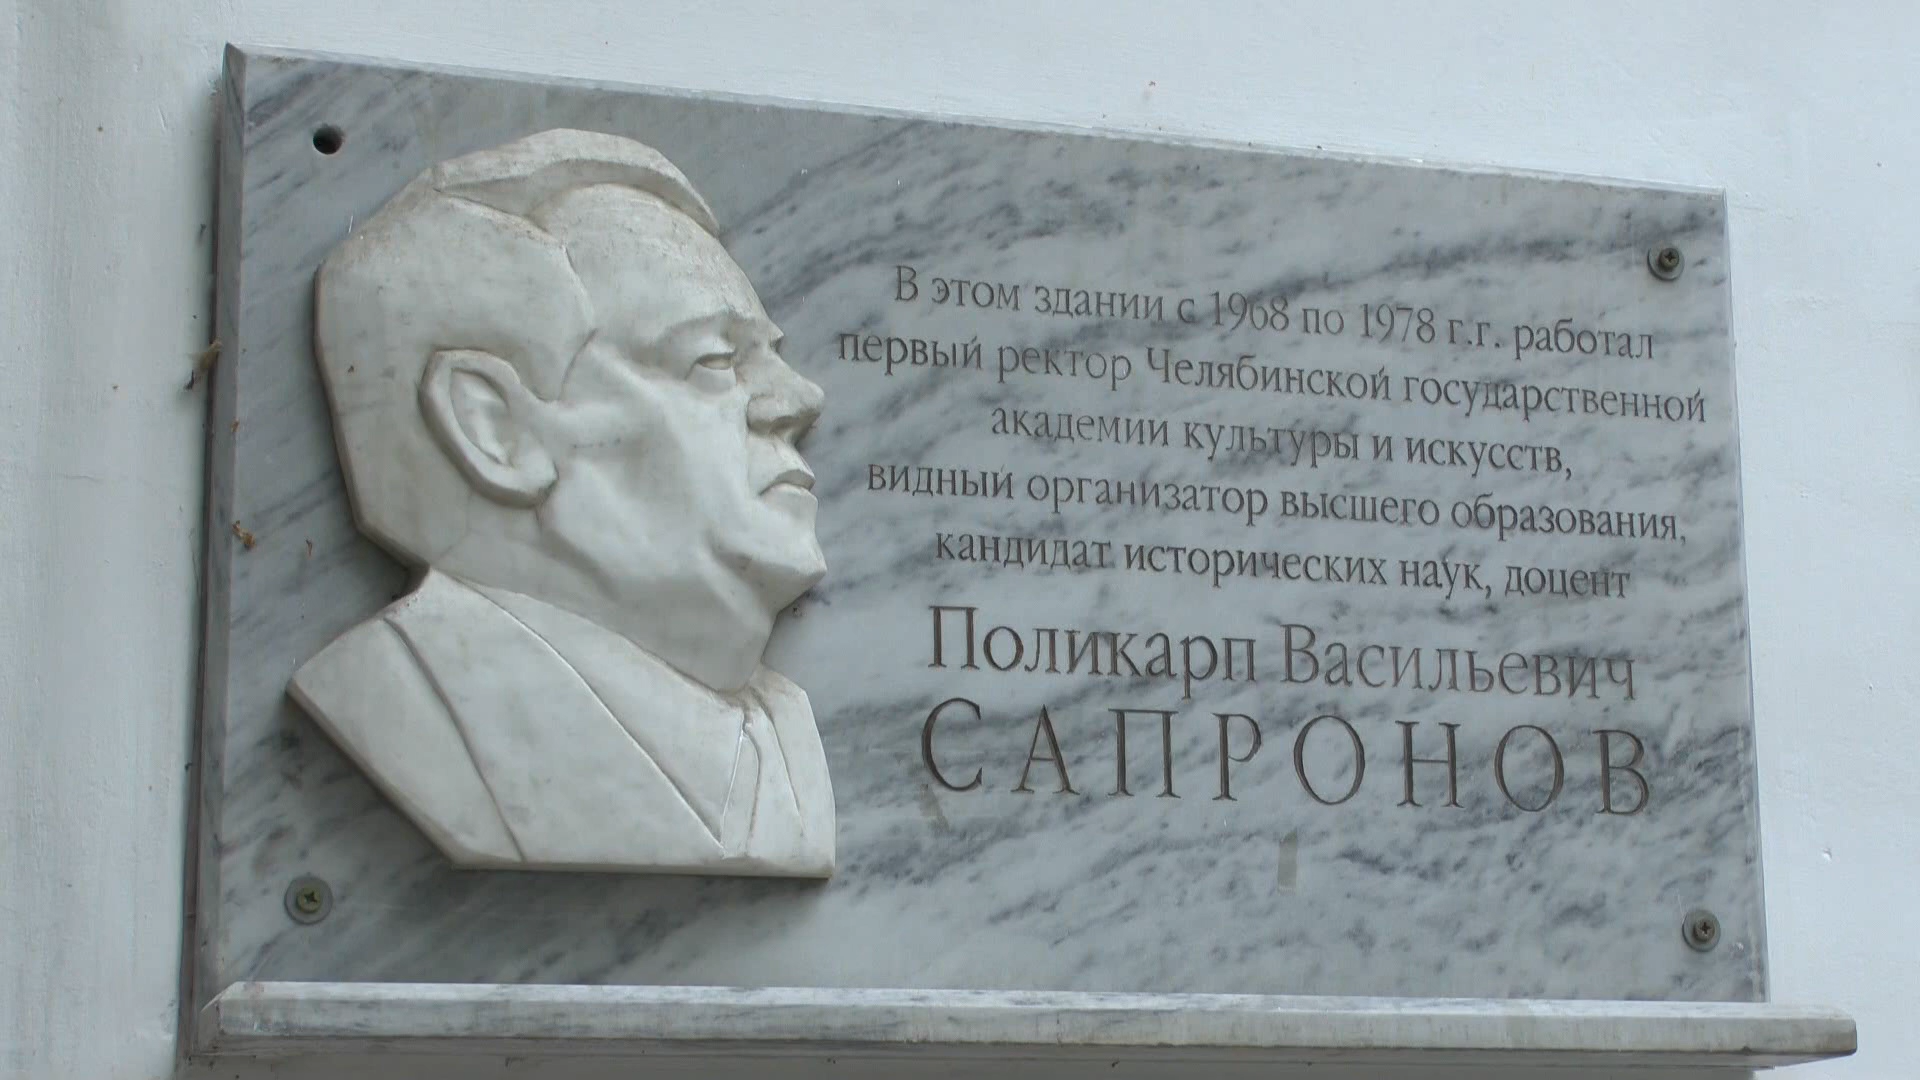 В этом здании с 1968 по 1978 г.г. работал
первый ректор Челябинской государственной
академии культуры и искусств,
видный организатор высшего образования,
кандидат исторических наук, доцент
Поликарп Васильевич
САПРОНОВ